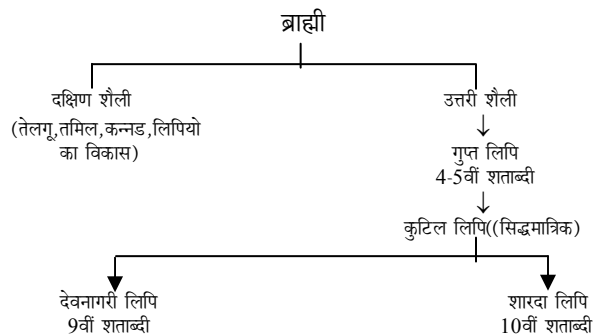 ब्राह्मी
दक्षिण शैली
(तेलगू,तमिल,कन्नड,लिपियो
का विकास)
उत्तरी शैली
गुप्त लिपि
4-5वीं शताब्दी
कुटिल लिपि((सिद्धमात्रिक)
देवनागरी लिपि
9वीं शताब्दी
शारदा लिपि
10वीं शताब्दी